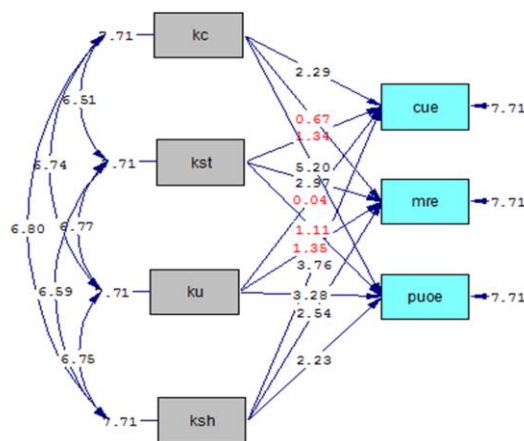 7.71 kc
2.29
6.51
cue 7.71
0.67
1.34
6.74
7.71 kst
5.20
2.97
mre 7.71
0.04
6.80
6.77
1.11
1.35
3.76
6.59
7.71 ku
3.28
puoe 7.71
2.54
6.75
2.23
7.71 ksh